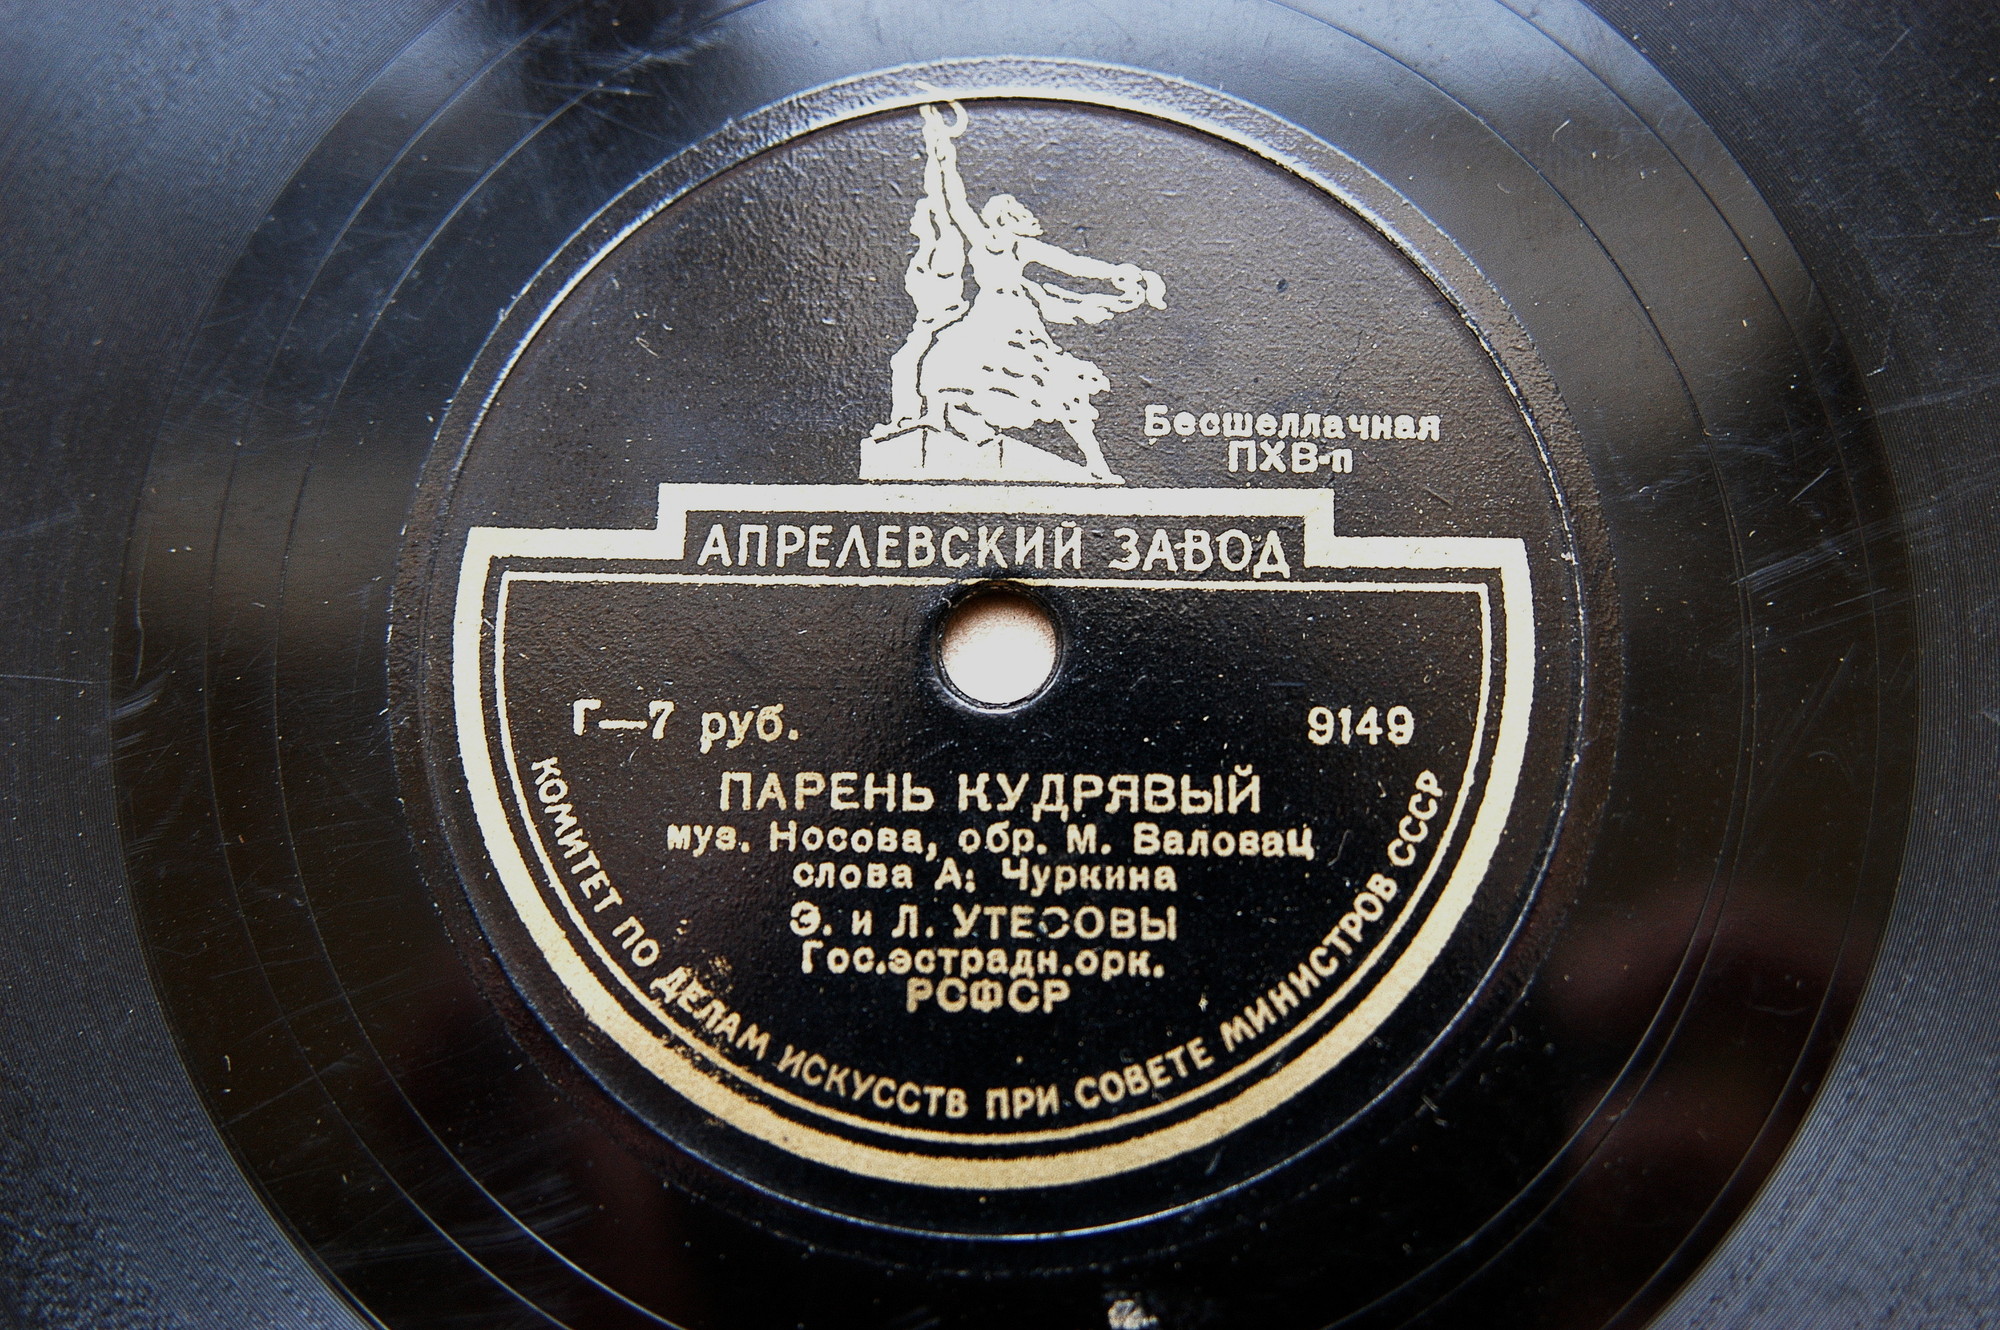 Бесшеллачная
ПХВ-п
АПРЕЛЕВСКИЙ ЗАВОД
Г—7 руб.
9149
ПАРЕНЬ КУДРЯВЫЙ
муз. Носова, обр. М. Валовац
слова А. Чуркина
Э. и Л. УТЕСОВЫ
Гос.эстрадн.орк.
РСФСР
КОМИТЕТ ПО ДЕЛАМ ИСКУССТВ ПРИ СОВЕТЕ МИНИСТРОВ СССР